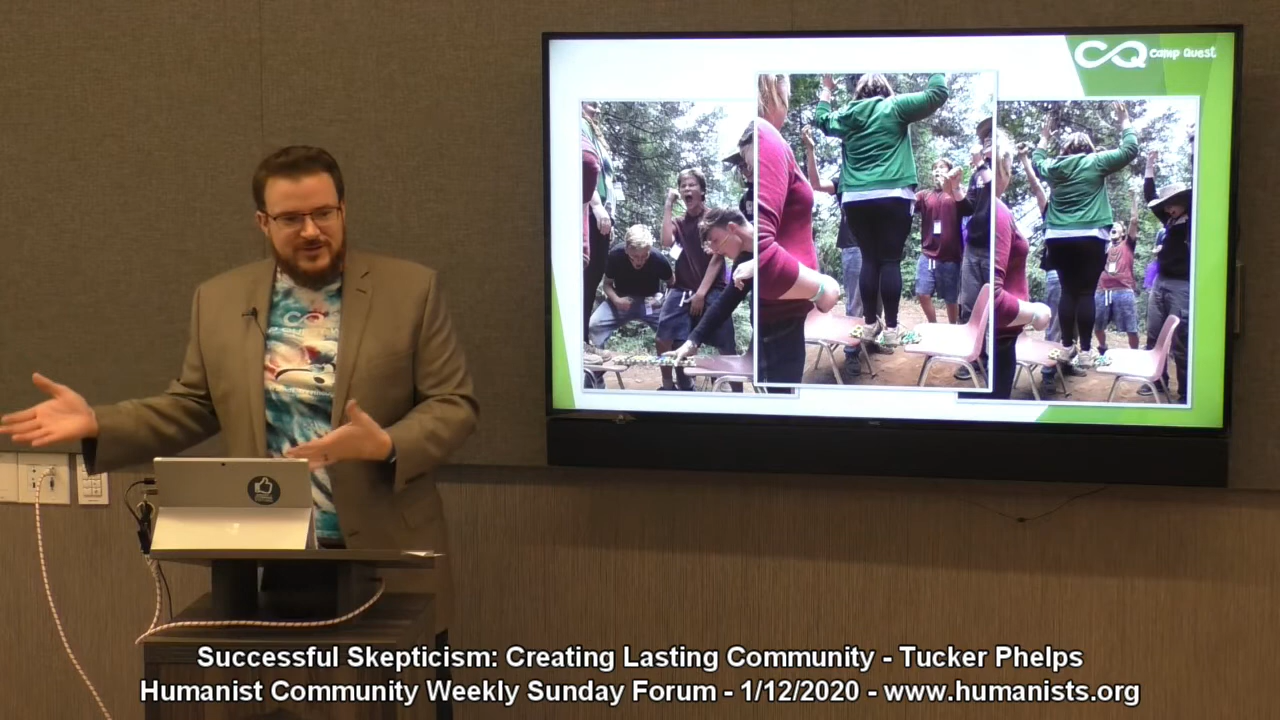 CQ Camp Quest
Successful Skepticism: Creating Lasting Community - Tucker Phelps
Humanist Community Weekly Sunday Forum - 1/12/2020 - www.humanists.org